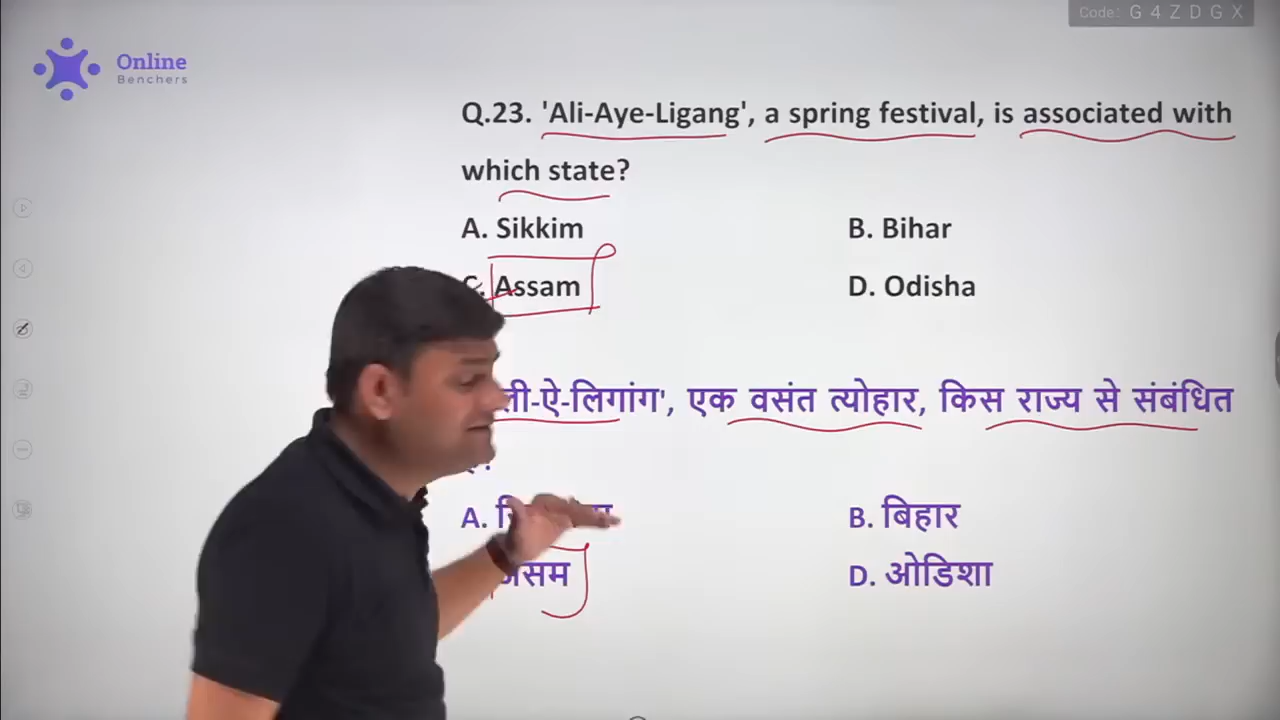 Code: G 4 Z D G X
Online
Benchers
Q.23. 'Ali-Aye-Ligang', a spring festival, is associated with
which state?
A. Sikkim
B. Bihar
C. Assam
D. Odisha
-ऐ-लिगांग', एक वसंत त्योहार, किस राज्य से संबंधित
A.
B. बिहार
असम
D. ओडिशा